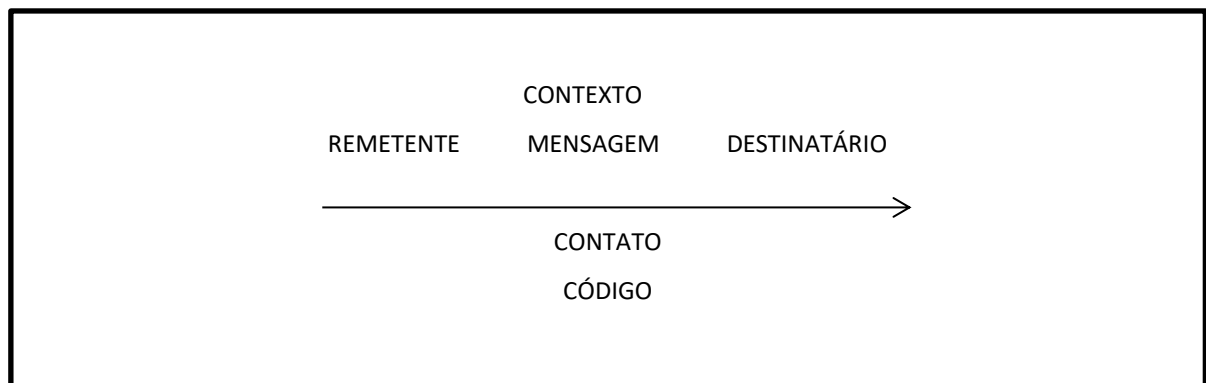 CONTEXTO
REMETENTE MENSAGEM DESTINATÁRIO
CONTATO
CÓDIGO